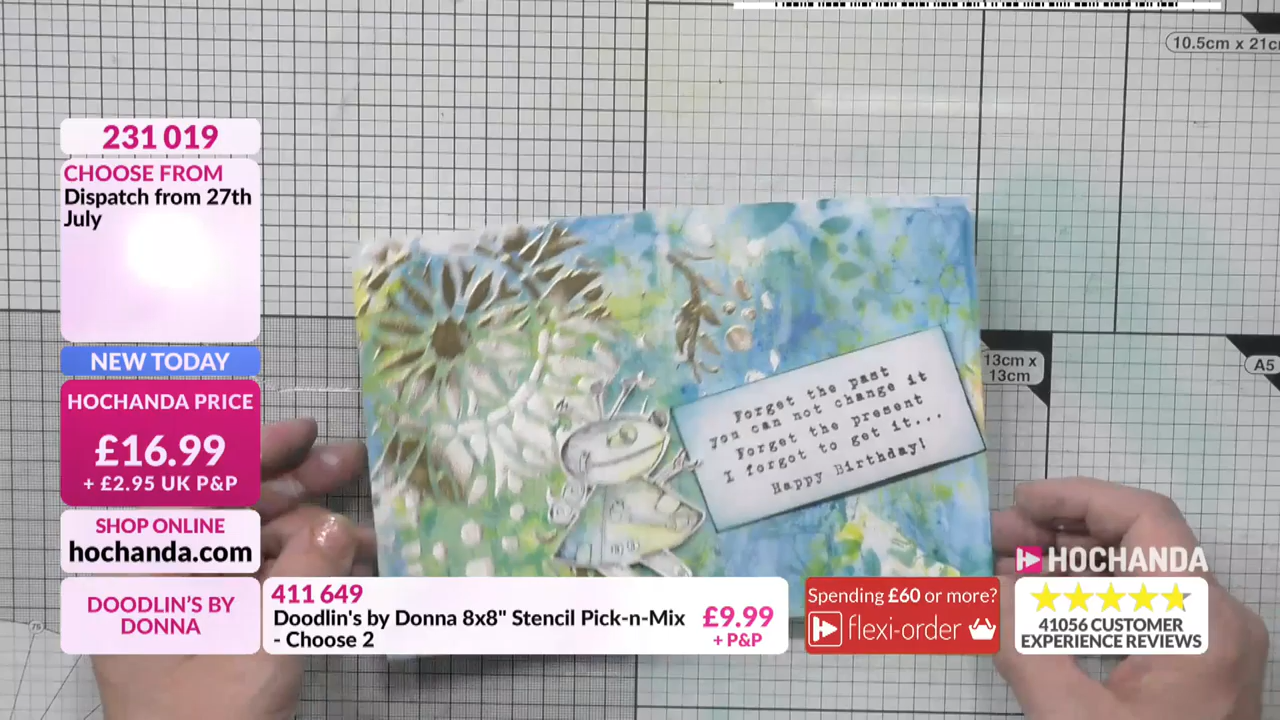 10.5cm x 21c
231 019
CHOOSE FROM
Dispatch from 27th
July
NEW TODAY
HOCHANDA PRICE
£16.99
+ £2.95 UK P&P
SHOP ONLINE
hochanda.com
DOODLIN'S BY
DONNA
13cm x
13cm
A5
Forget the past
you can not change it
Forget the present
I forgot to get it...
Happy Birthday!
75
411 649
Doodlin's by Donna 8x8" Stencil Pick-n-Mix
- Choose 2
£9.99
+ P&P
Spending £60 or more?
flexi-order
HOCHANDA
41056 CUSTOMER
EXPERIENCE REVIEWS